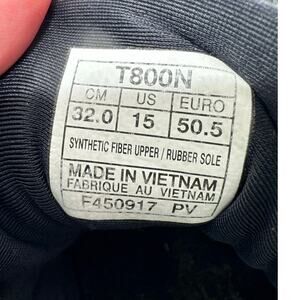 T800N
CM US EURO
32.0 15 50.5
SYNTHETIC FIBER UPPER / RUBBER SOLE
MADE IN VIETNAM
FABRIQUE AU VIETNAM
F450917 PV